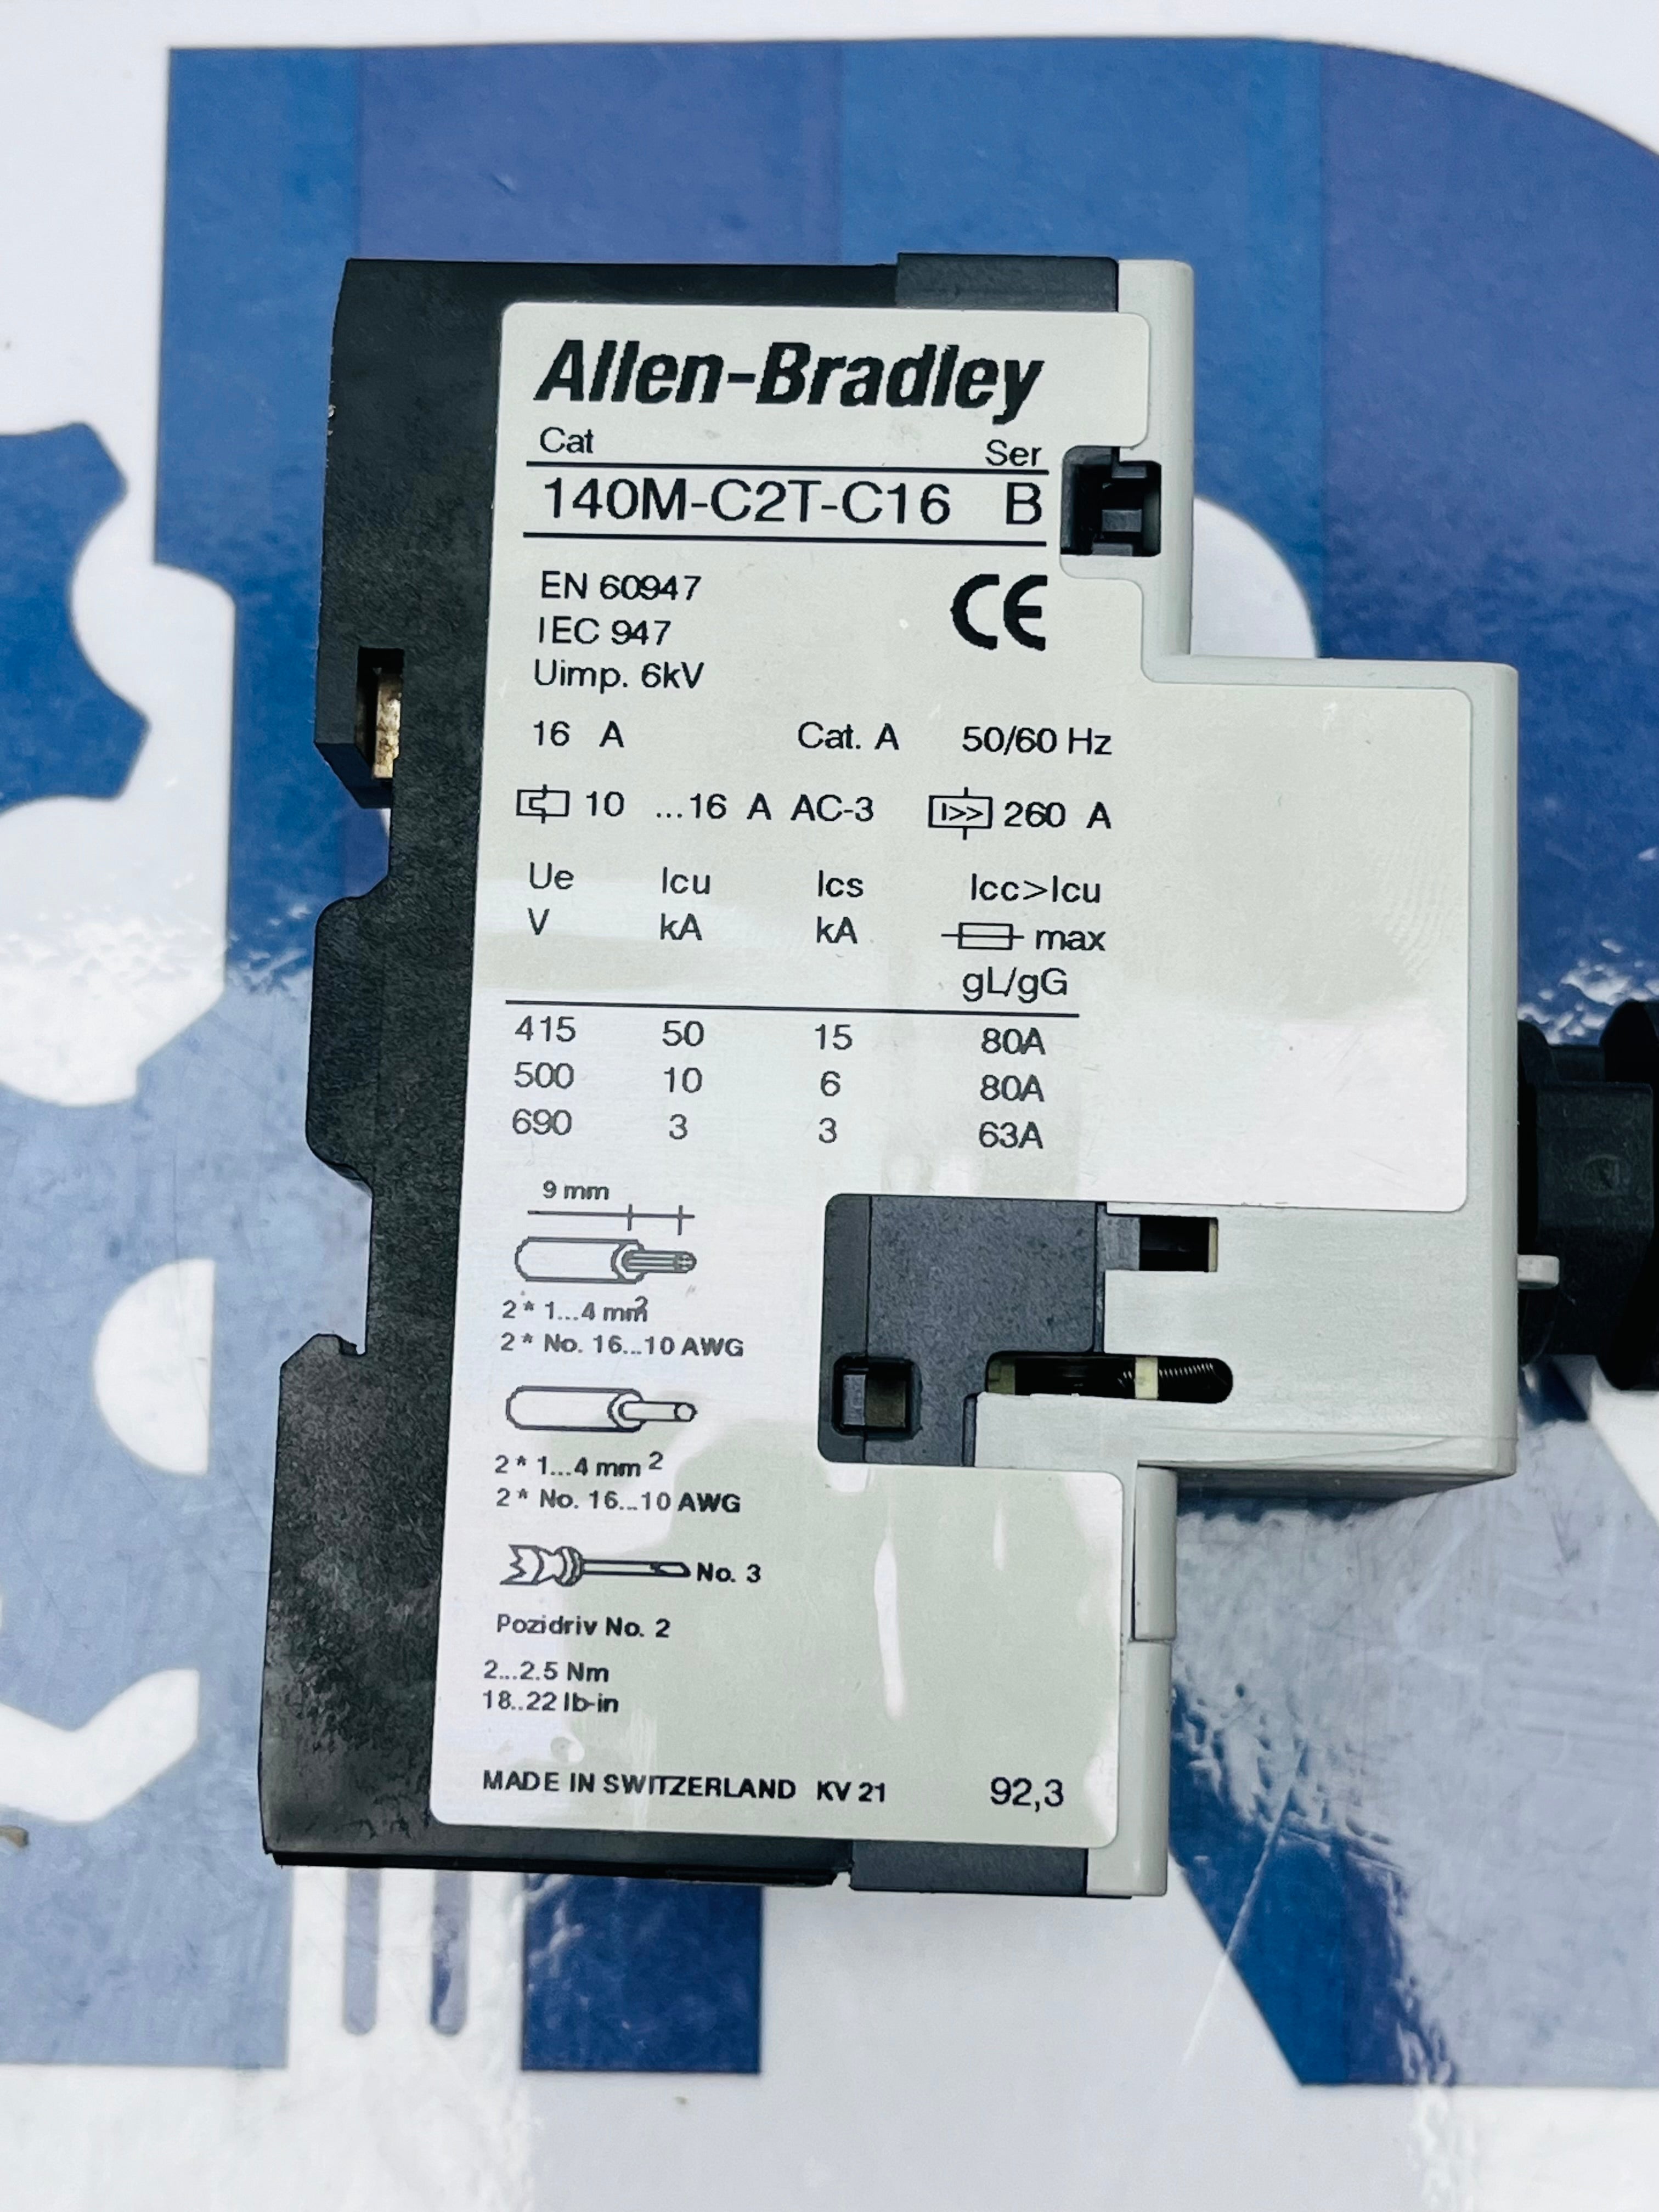 Allen-Bradley
Cat Ser
140M-C2T-C16 B
EN 60947
IEC 947
Uimp. 6kV
CE
16 A Cat. A 50/60 Hz
10 ...16 A AC-3 I>> 260 A
Ue Icu Ics Icc>Icu
V kA kA max
gL/gG
415 50 15 80A
500 10 6 80A
690 3 3 63A
9 mm
2 * 1...4 mm²
2 * No. 16...10 AWG
2 * 1...4 mm ²
2 * No. 16...10 AWG
No. 3
Pozidriv No. 2
2...2.5 Nm
18..22 lb-in
MADE IN SWITZERLAND KV 21 92,3